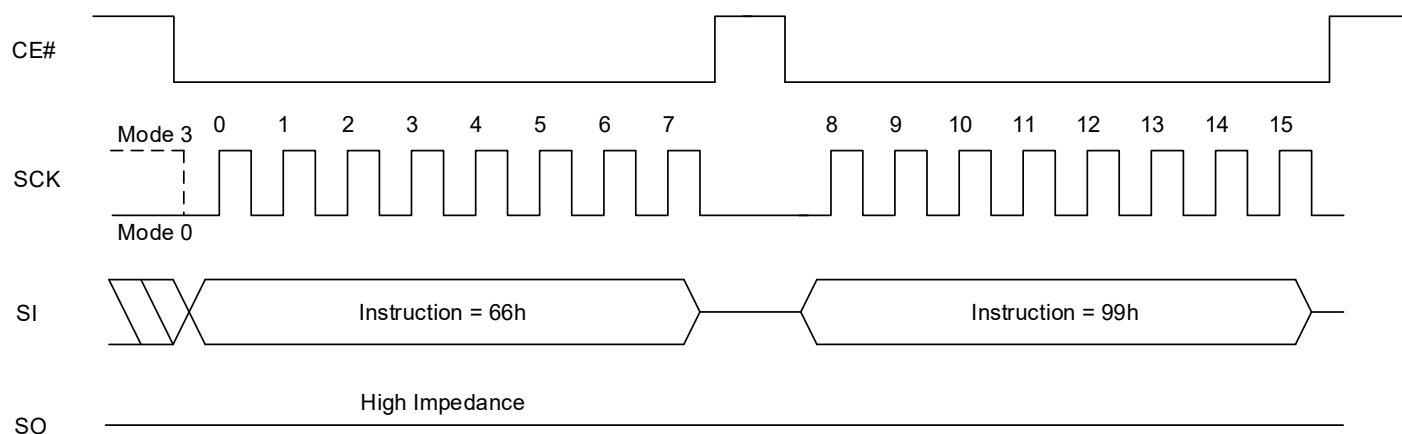 CE#
Mode 3 0 1 2 3 4 5 6 7 8 9 10 11 12 13 14 15
SCK
Mode 0
SI Instruction = 66h Instruction = 99h
High Impedance
SO